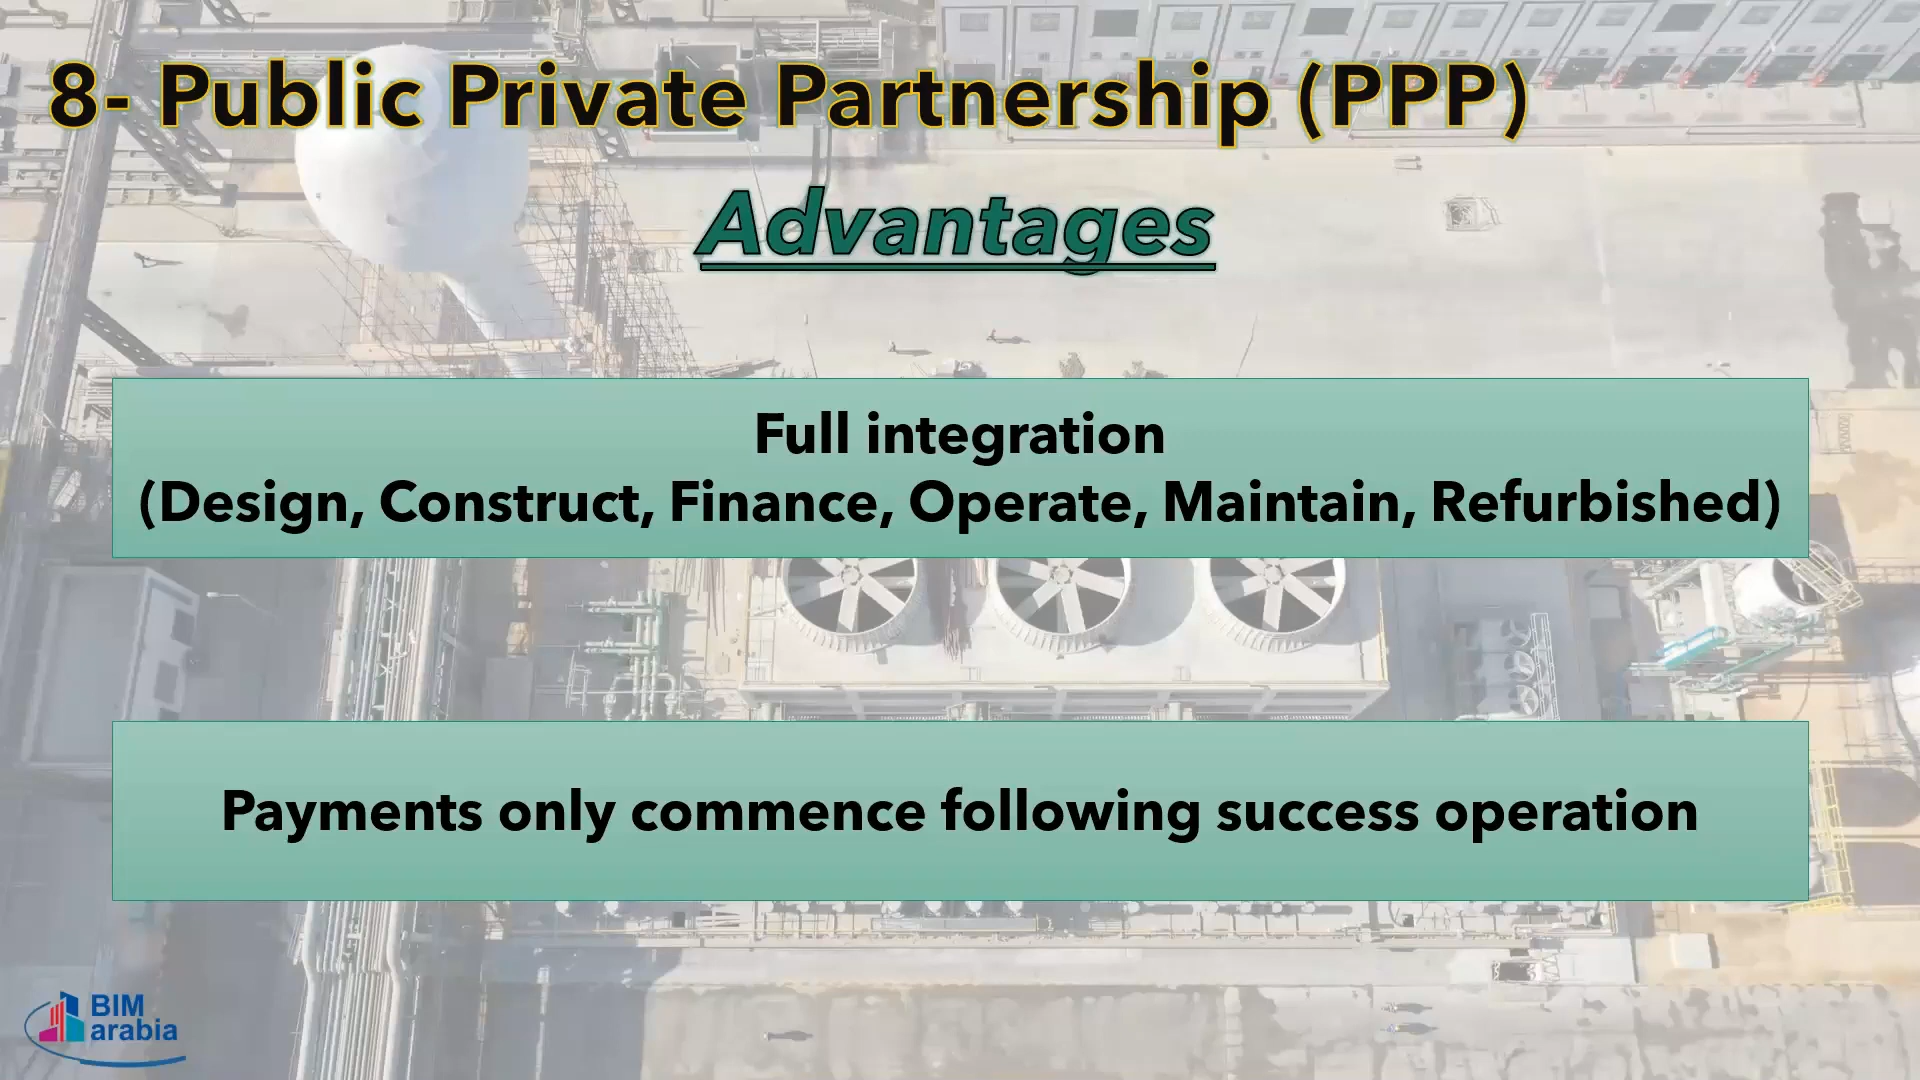 8- Public Private Partnership (PPP)
Advantages
Full integration
(Design, Construct, Finance, Operate, Maintain, Refurbished)
Payments only commence following success operation
BIM
arabia